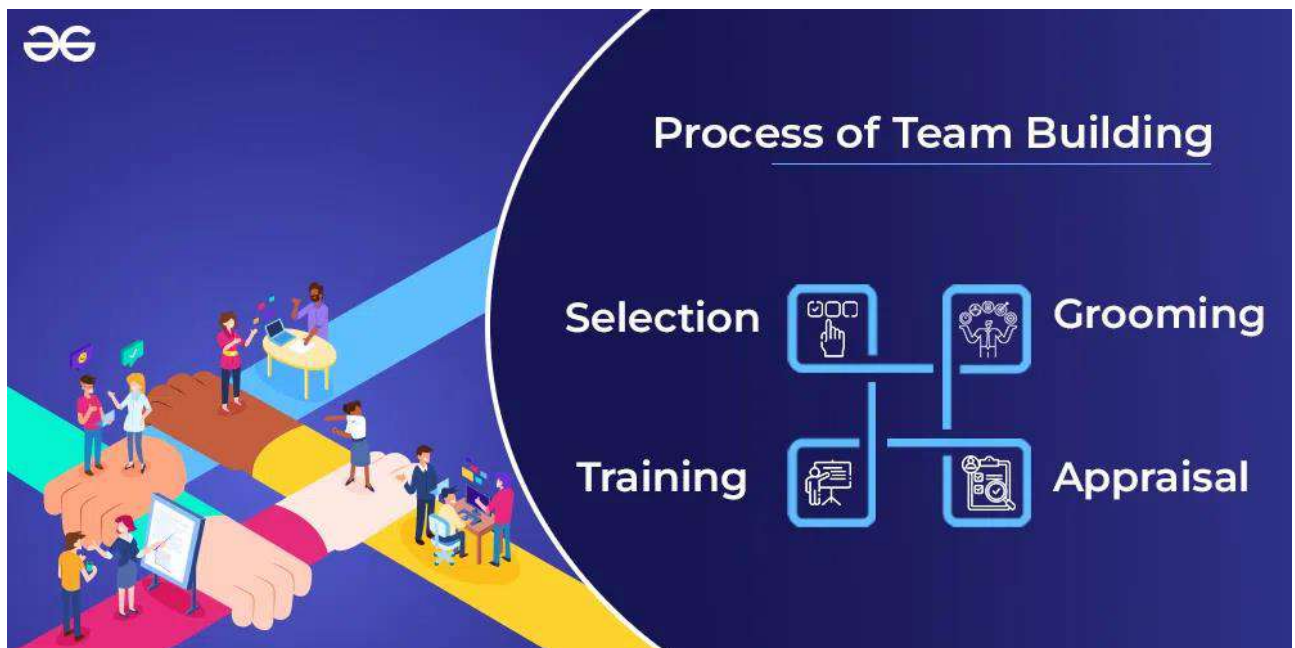 Process of Team Building
Selection
Grooming
Training
Appraisal